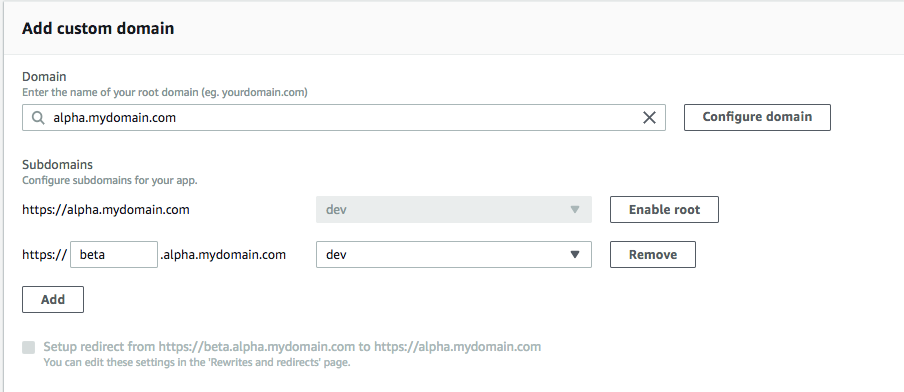 Add custom domain
Domain
Enter the name of your root domain (eg. yourdomain.com)
alpha.mydomain.com
Configure domain
Subdomains
Configure subdomains for your app.
https://alpha.mydomain.com dev Enable root
https:// beta .alpha.mydomain.com dev Remove
Add
Setup redirect from https://beta.alpha.mydomain.com to https://alpha.mydomain.com
You can edit these settings in the 'Rewrites and redirects' page.